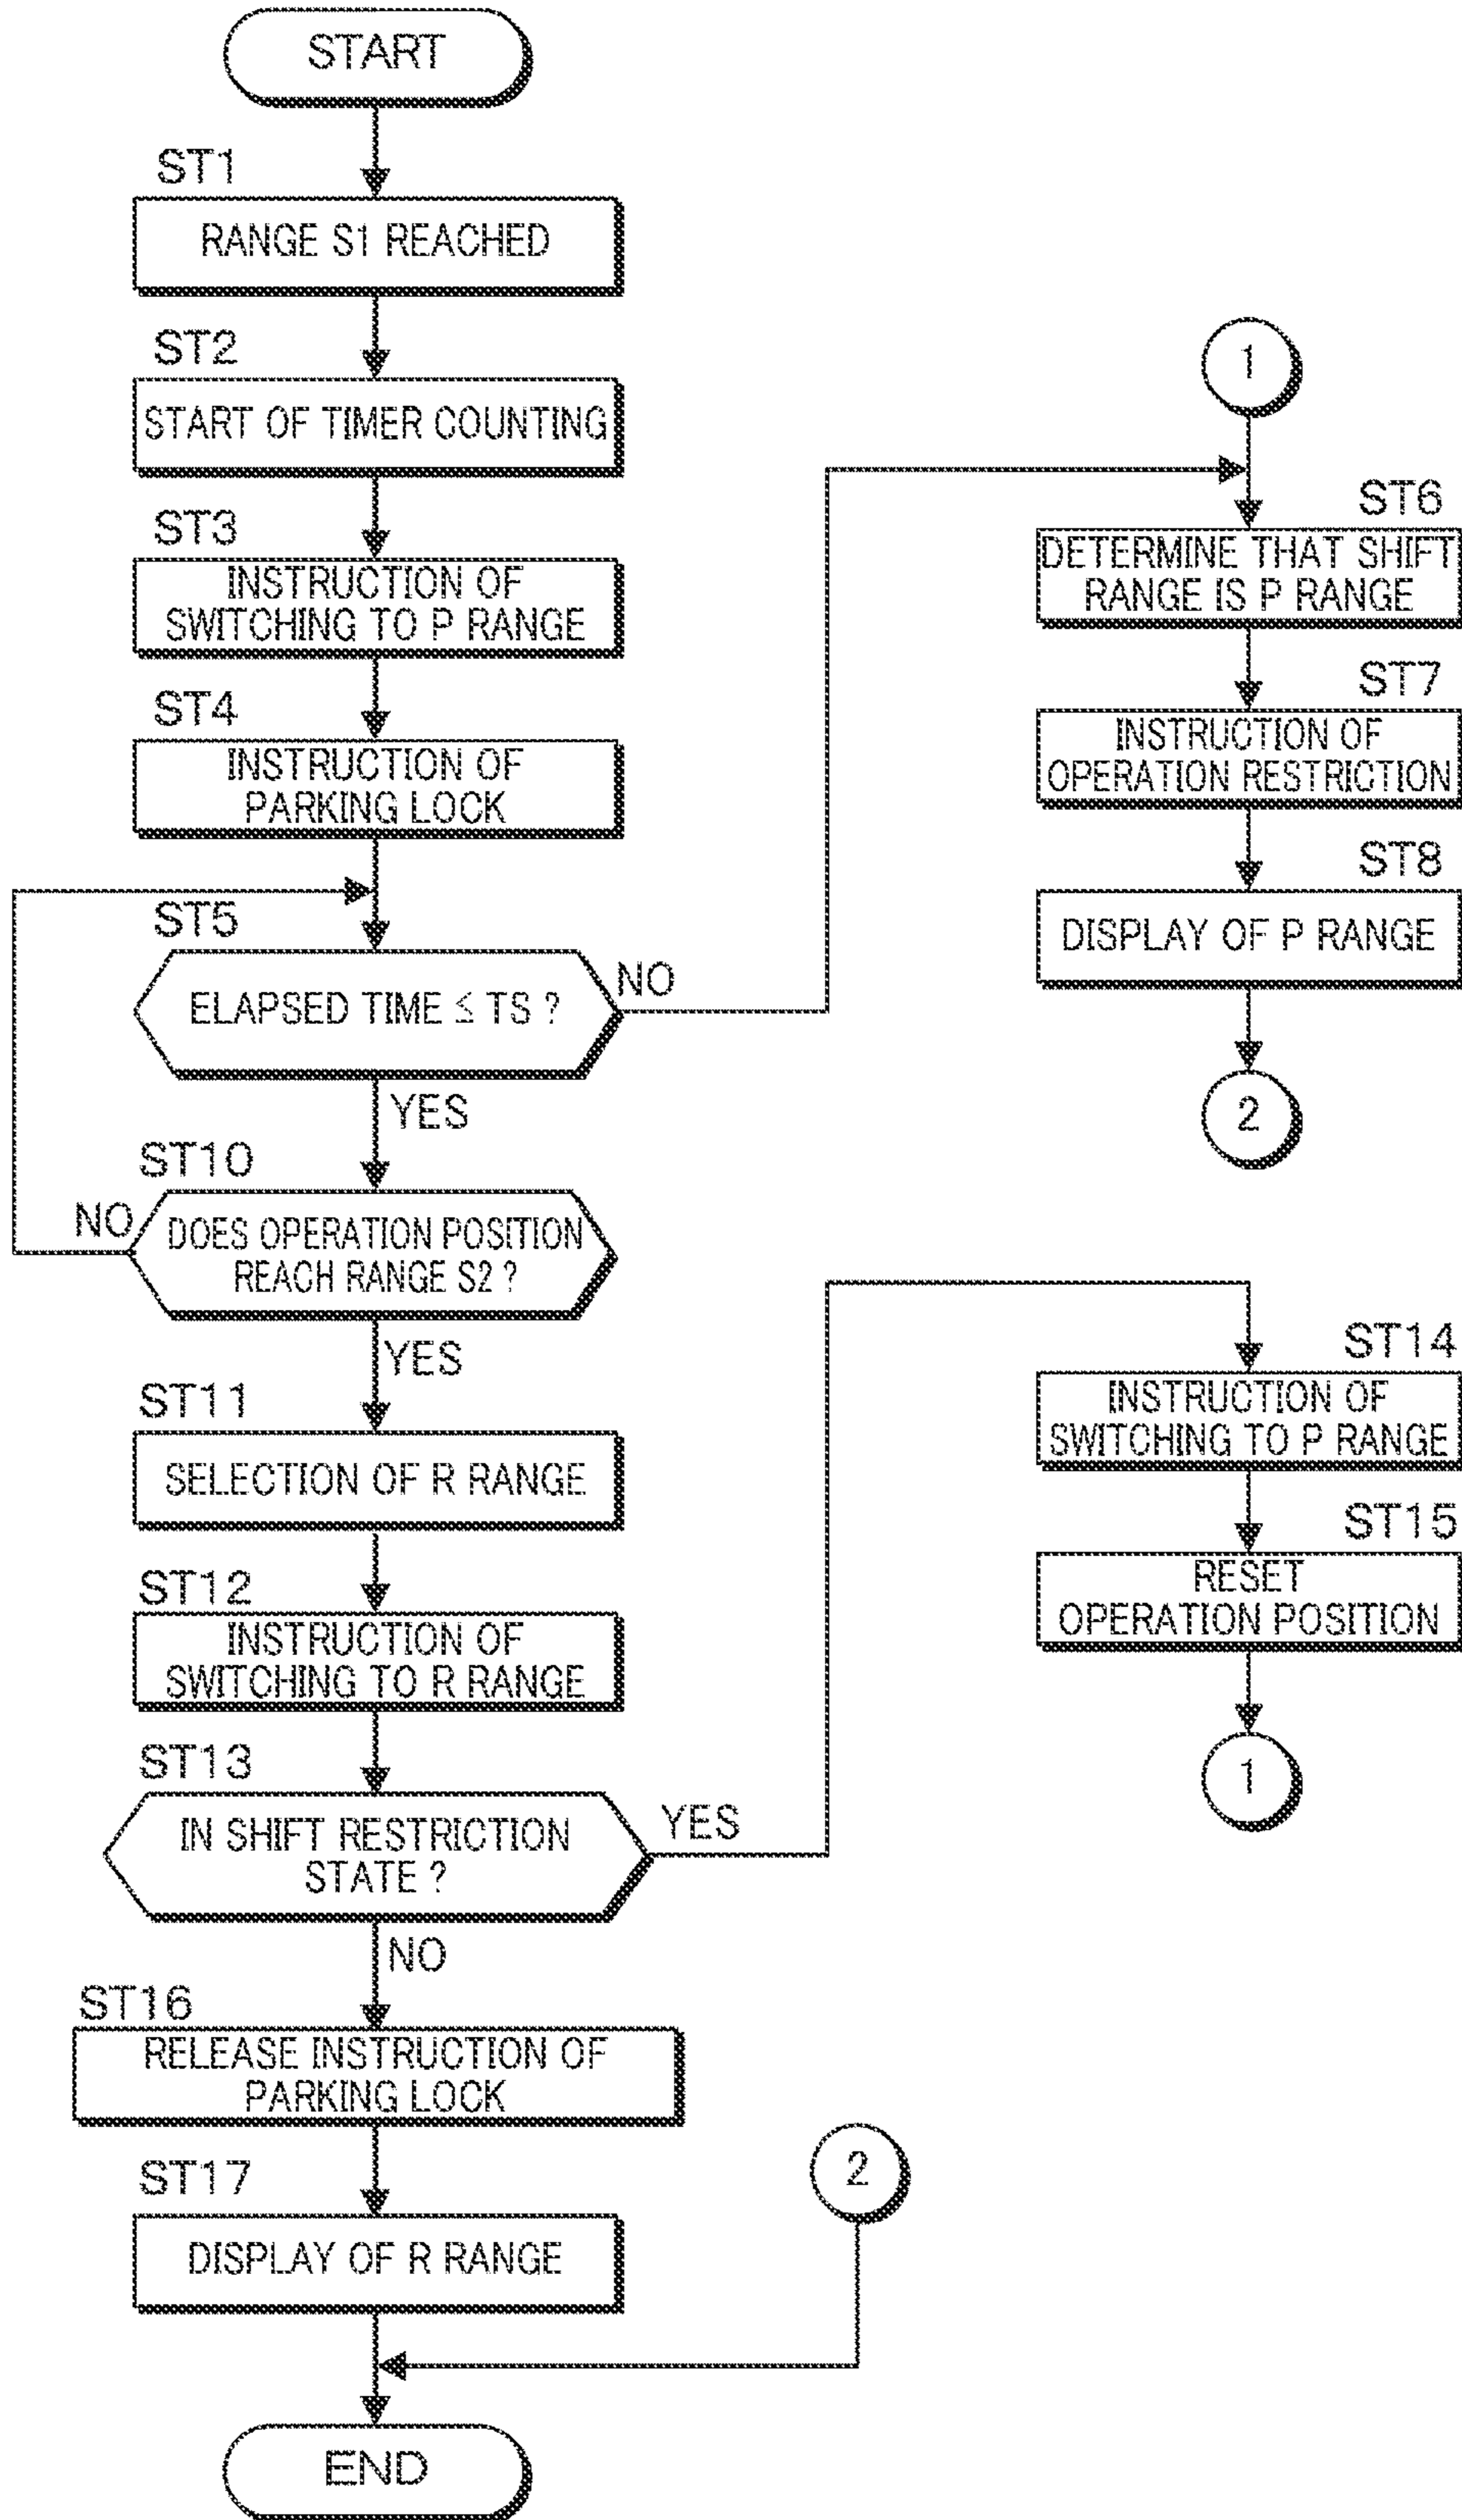 START
ST1
RANGE S1 REACHED
ST2
START OF TIMER COUNTING
ST3
INSTRUCTION OF
SWITCHING TO P RANGE
ST4
INSTRUCTION OF
PARKING LOCK
ST5
ELAPSED TIME ≦ TS ?
NO
YES
ST10
NO
DOES OPERATION POSITION
REACH RANGE S2 ?
YES
ST11
SELECTION OF R RANGE
ST12
INSTRUCTION OF
SWITCHING TO R RANGE
ST13
IN SHIFT RESTRICTION
STATE ?
YES
NO
ST16
RELEASE INSTRUCTION OF
PARKING LOCK
ST17
DISPLAY OF R RANGE
2
END
1
ST6
DETERMINE THAT SHIFT
RANGE IS P RANGE
ST7
INSTRUCTION OF
OPERATION RESTRICTION
ST8
DISPLAY OF P RANGE
2
ST14
INSTRUCTION OF
SWITCHING TO P RANGE
ST15
RESET
OPERATION POSITION
1